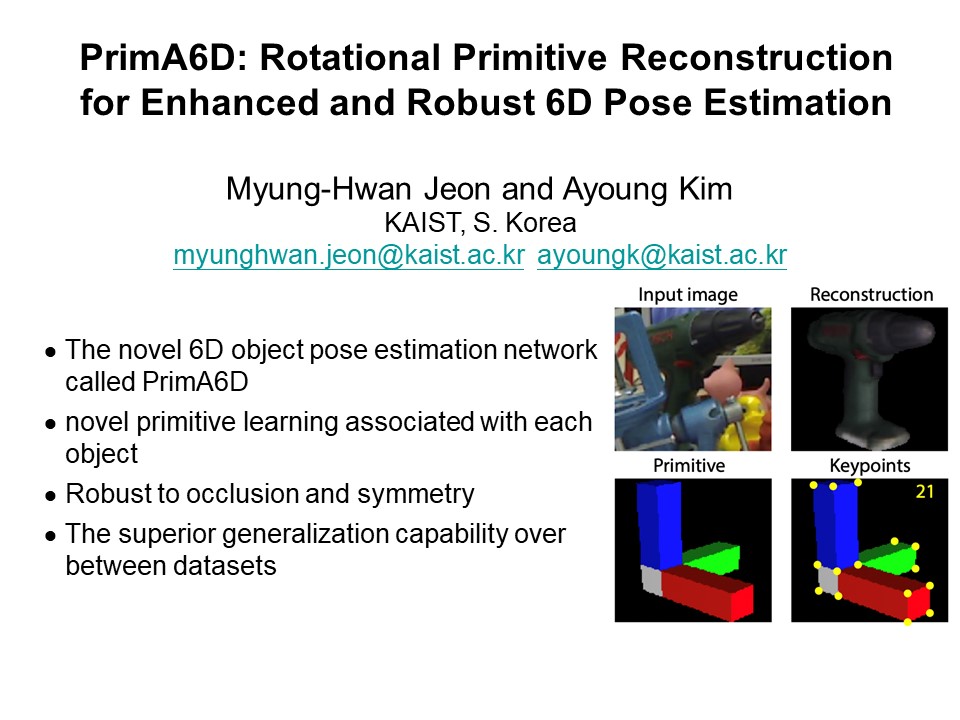 PrimA6D: Rotational Primitive Reconstruction
for Enhanced and Robust 6D Pose Estimation
Myung-Hwan Jeon and Ayoung Kim
KAIST, S. Korea
myunghwan.jeon@kaist.ac.kr ayoungk@kaist.ac.kr
● The novel 6D object pose estimation network
called PrimA6D
● novel primitive learning associated with each
object
● Robust to occlusion and symmetry
● The superior generalization capability over
between datasets
Input image
Reconstruction
Primitive
Keypoints
21